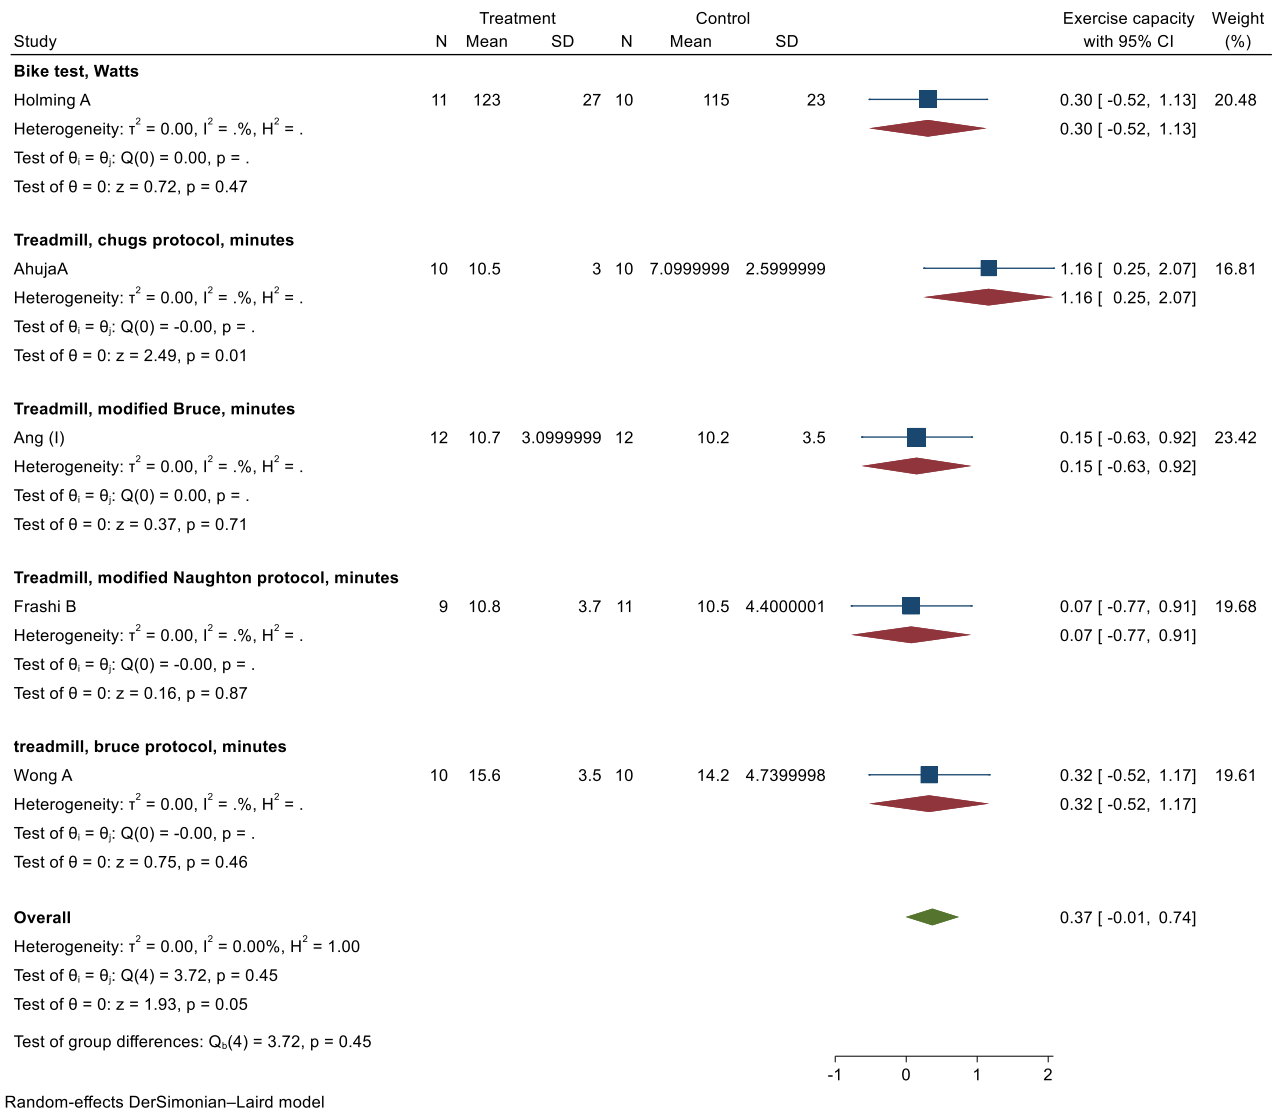 Treatment Control Exercise capacity Weight
Study N Mean SD N Mean SD with 95% CI (%)
Bike test, Watts
Holming A 11 123 27 10 115 23 0.30 [ -0.52, 1.13] 20.48
Heterogeneity: τ² = 0.00, I² = .%, H² = . 0.30 [ -0.52, 1.13]
Test of θᵢ = θⱼ: Q(0) = 0.00, p = .
Test of θ = 0: z = 0.72, p = 0.47
Treadmill, chugs protocol, minutes
AhujaA 10 10.5 3 10 7.0999999 2.5999999 1.16 [ 0.25, 2.07] 16.81
Heterogeneity: τ² = 0.00, I² = .%, H² = . 1.16 [ 0.25, 2.07]
Test of θᵢ = θⱼ: Q(0) = -0.00, p = .
Test of θ = 0: z = 2.49, p = 0.01
Treadmill, modified Bruce, minutes
Ang (I) 12 10.7 3.0999999 12 10.2 3.5 0.15 [ -0.63, 0.92] 23.42
Heterogeneity: τ² = 0.00, I² = .%, H² = . 0.15 [ -0.63, 0.92]
Test of θᵢ = θⱼ: Q(0) = 0.00, p = .
Test of θ = 0: z = 0.37, p = 0.71
Treadmill, modified Naughton protocol, minutes
Frashi B 9 10.8 3.7 11 10.5 4.4000001 0.07 [ -0.77, 0.91] 19.68
Heterogeneity: τ² = 0.00, I² = .%, H² = . 0.07 [ -0.77, 0.91]
Test of θᵢ = θⱼ: Q(0) = -0.00, p = .
Test of θ = 0: z = 0.16, p = 0.87
treadmill, bruce protocol, minutes
Wong A 10 15.6 3.5 10 14.2 4.7399998 0.32 [ -0.52, 1.17] 19.61
Heterogeneity: τ² = 0.00, I² = .%, H² = . 0.32 [ -0.52, 1.17]
Test of θᵢ = θⱼ: Q(0) = -0.00, p = .
Test of θ = 0: z = 0.75, p = 0.46
Overall 0.37 [ -0.01, 0.74]
Heterogeneity: τ² = 0.00, I² = 0.00%, H² = 1.00
Test of θᵢ = θⱼ: Q(4) = 3.72, p = 0.45
Test of θ = 0: z = 1.93, p = 0.05
Test of group differences: Q_b(4) = 3.72, p = 0.45
-1 0 1 2
Random-effects DerSimonian–Laird model